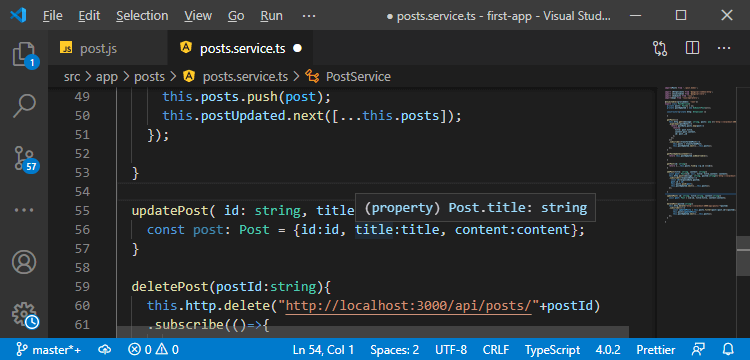 File Edit Selection View Go Run ··· ● posts.service.ts - first-app - Visual Stud...
JS post.js posts.service.ts ●
src > app > posts > posts.service.ts > PostService
49 this.posts.push(post);
50 this.postUpdated.next([...this.posts]);
51 });
52
53 }
54
(property) Post.title: string
55 updatePost( id: string, title
56 const post: Post = {id:id, title:title, content:content};
57 }
58
59 deletePost(postId:string){
60 this.http.delete("http://localhost:3000/api/posts/"+postId)
61 .subscribe(()=>{
1
57
master*+ 0 0 Ln 54, Col 1 Spaces: 2 UTF-8 CRLF TypeScript 4.0.2 Prettier